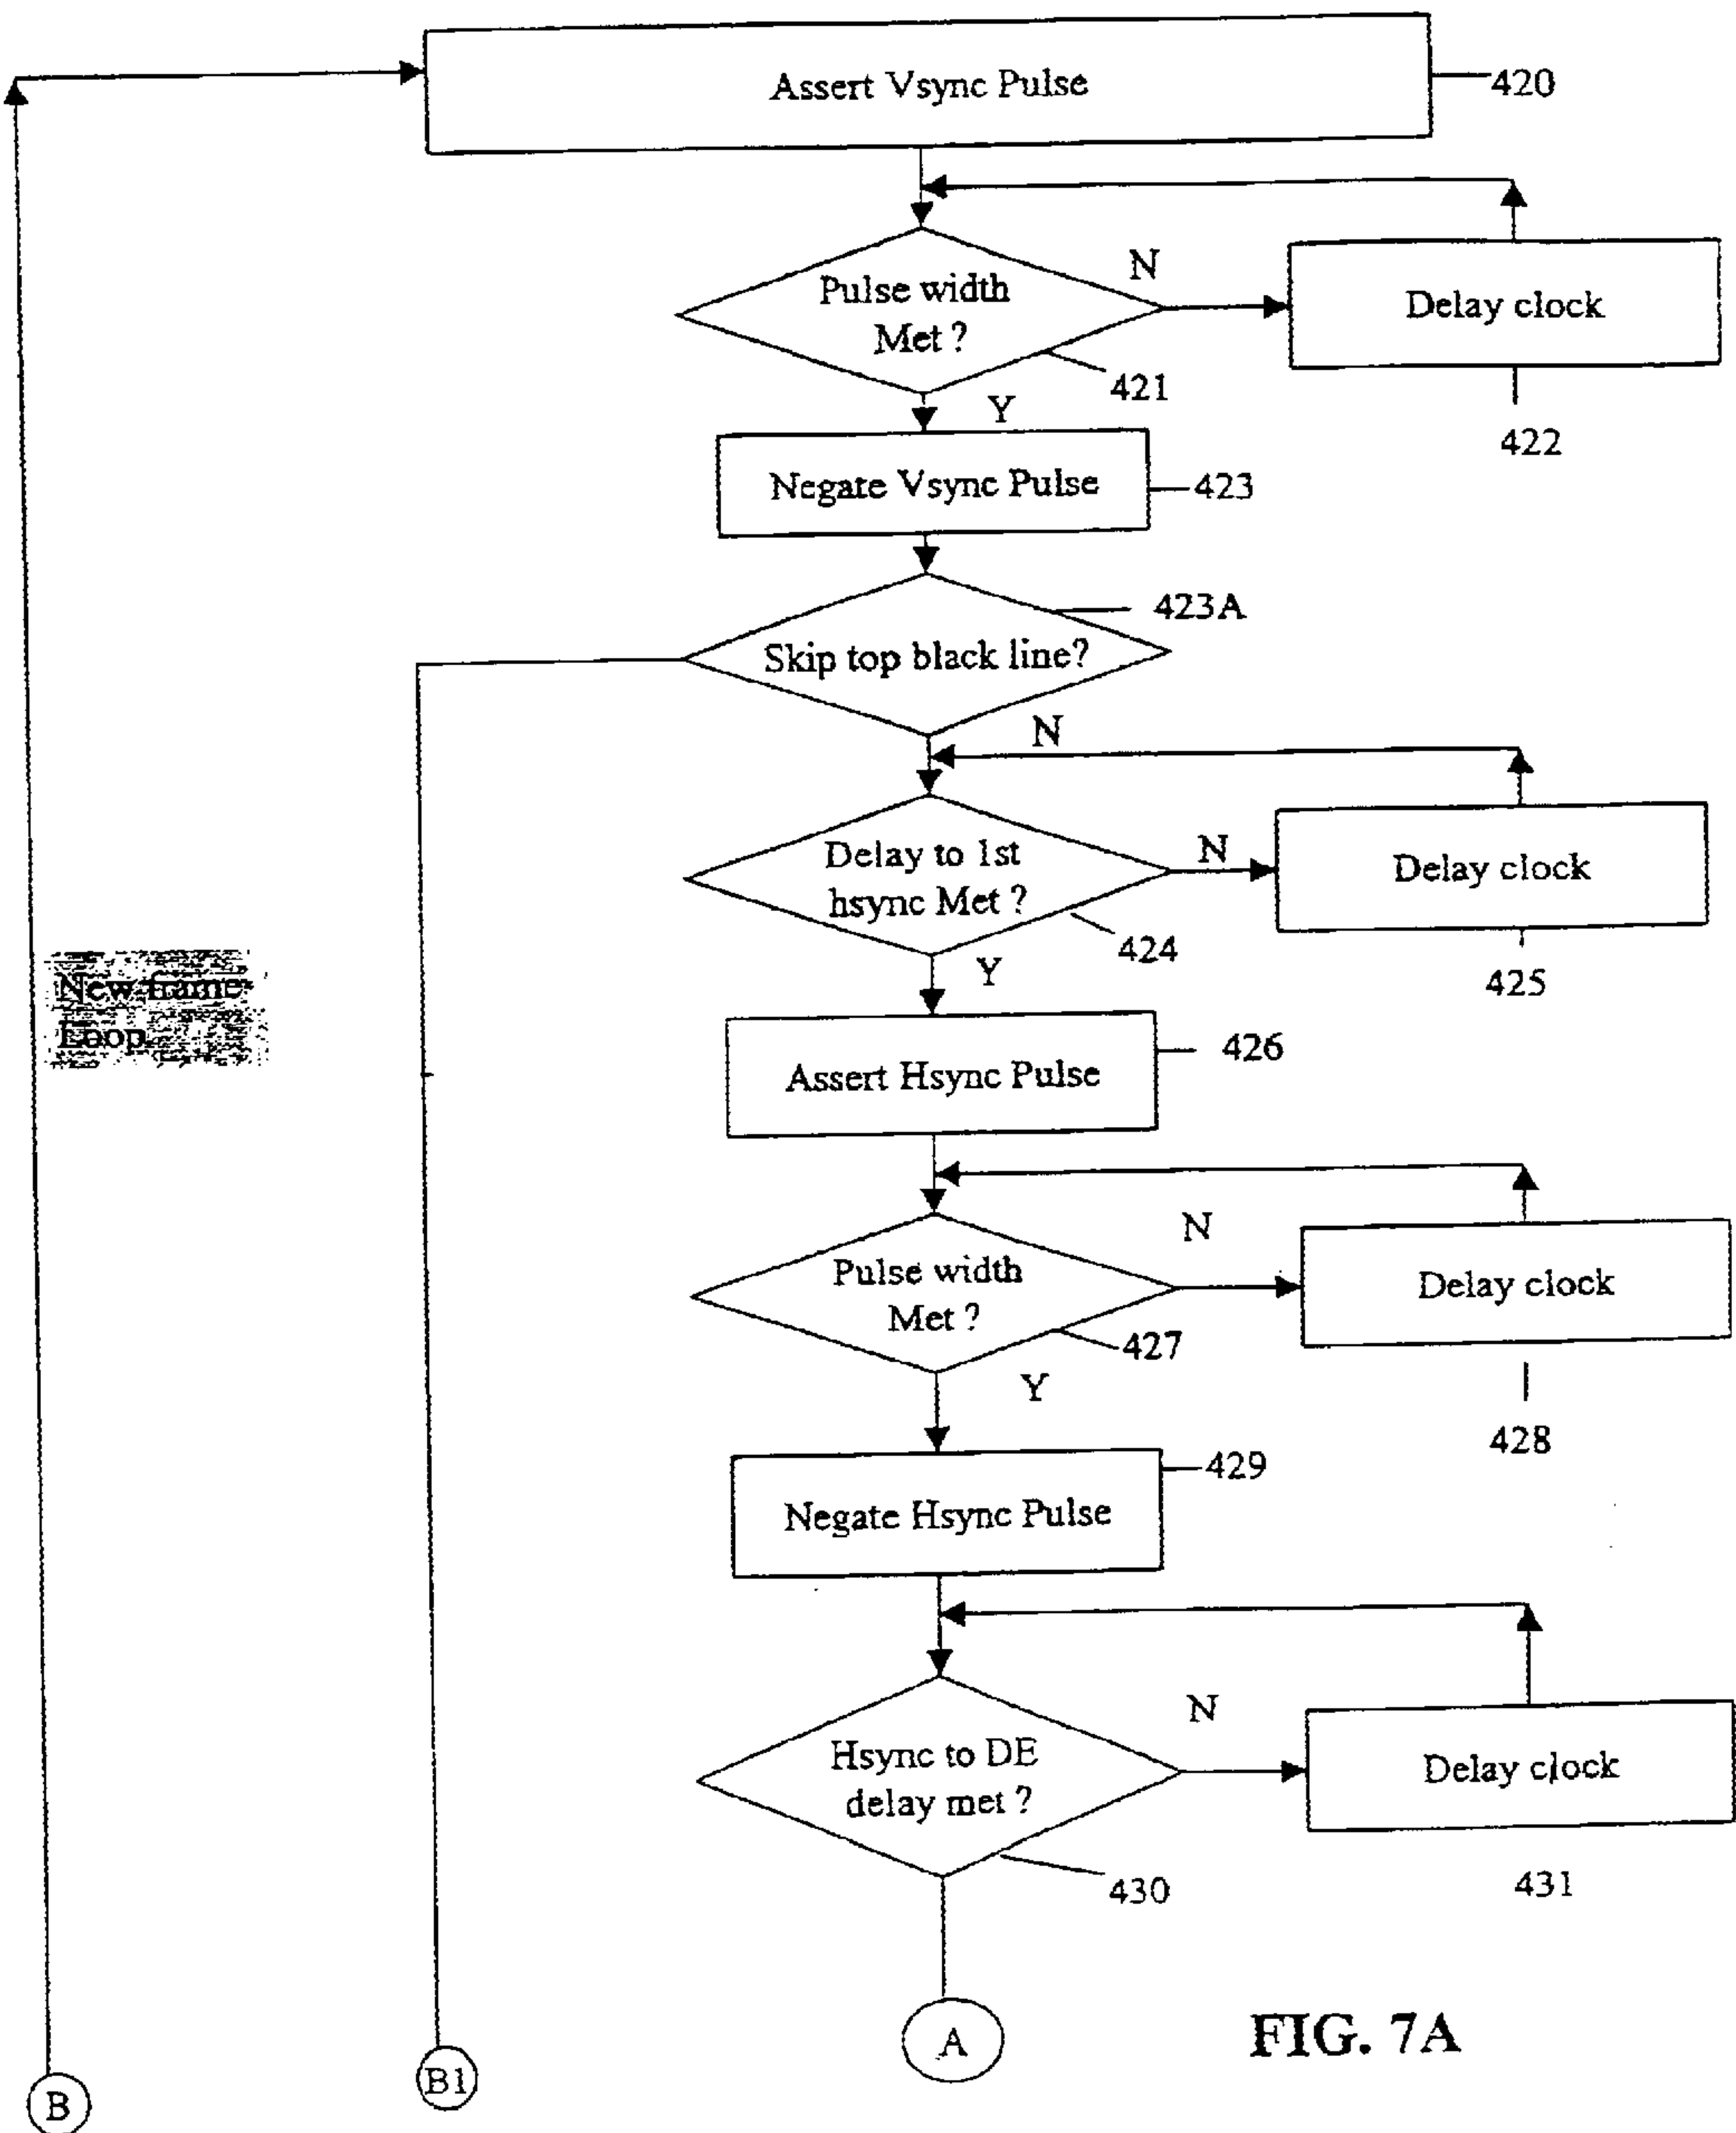 Assert Vsync Pulse
420
Pulse width
Met ?
N
421
Y
Delay clock
422
Negate Vsync Pulse
423
423A
Skip top black line?
N
Delay to 1st
hsync Met ?
N
424
Y
Delay clock
425
New frame
Loop
426
Assert Hsync Pulse
Pulse width
Met ?
N
427
Y
Delay clock
428
429
Negate Hsync Pulse
Hsync to DE
delay met ?
N
430
Delay clock
431
A
B1
B
FIG. 7A